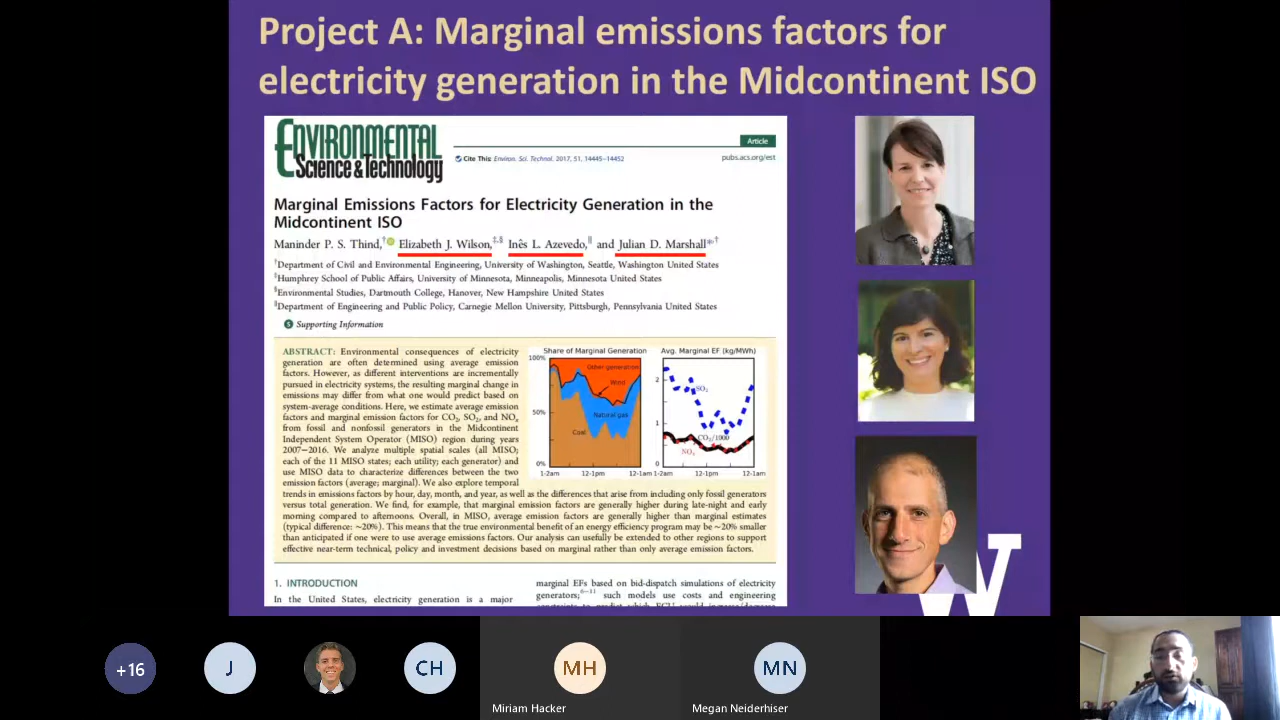 Project A: Marginal emissions factors for
electricity generation in the Midcontinent ISO
ENVIRONMENTAL
Science & Technology
Article
Cite This: Environ. Sci. Technol. 2017, 51, 14445−14452
pubs.acs.org/est
Marginal Emissions Factors for Electricity Generation in the
Midcontinent ISO
Maninder P. S. Thind,† Elizabeth J. Wilson,‡,§ Inês L. Azevedo,∥ and Julian D. Marshall*,†
†Department of Civil and Environmental Engineering, University of Washington, Seattle, Washington United States
‡Humphrey School of Public Affairs, University of Minnesota, Minneapolis, Minnesota United States
§Environmental Studies, Dartmouth College, Hanover, New Hampshire United States
∥Department of Engineering and Public Policy, Carnegie Mellon University, Pittsburgh, Pennsylvania United States
S Supporting Information
ABSTRACT: Environmental consequences of electricity
generation are often determined using average emission
factors. However, as different interventions are incrementally
pursued in electricity systems, the resulting marginal change in
emissions may differ from what one would predict based on
system-average conditions. Here, we estimate average emission
factors and marginal emission factors for CO2, SO2, and NOx
from fossil and nonfossil generators in the Midcontinent
Independent System Operator (MISO) region during years
2007−2016. We analyze multiple spatial scales (all MISO;
each of the 11 MISO states; each utility; each generator) and
use MISO data to characterize differences between the two
emission factors (average; marginal). We also explore temporal
trends in emissions factors by hour, day, month, and year, as well as the differences that arise from including only fossil generators
versus total generation. We find, for example, that marginal emission factors are generally higher during late-night and early
morning compared to afternoons. Overall, in MISO, average emission factors are generally higher than marginal estimates
(typical difference: ∼20%). This means that the true environmental benefit of an energy efficiency program may be ∼20% smaller
than anticipated if one were to use average emissions factors. Our analysis can usefully be extended to other regions to support
effective near-term technical, policy and investment decisions based on marginal rather than only average emission factors.
Share of Marginal Generation
100%
50%
0%
Other generation
Wind
Natural gas
Coal
1-2am 12-1pm 12-1am
Avg. Marginal EF (kg/MWh)
2
1
0
SO2
CO2/1000
NOx
1-2am 12-1pm 12-1am
1. INTRODUCTION
In the United States, electricity generation is a major
marginal EFs based on bid-dispatch simulations of electricity
generators;6−11 such models use costs and engineering
W
+16
J
CH
MH
Miriam Hacker
MN
Megan Neiderhiser